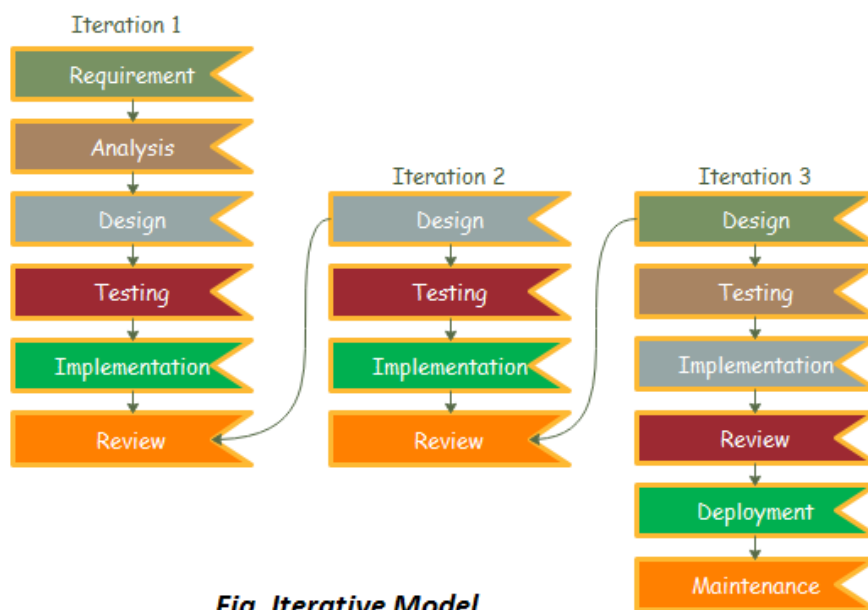 Iteration 1
Requirement
Analysis
Design
Testing
Implementation
Review
Iteration 2
Design
Testing
Implementation
Review
Iteration 3
Design
Testing
Implementation
Review
Deployment
Maintenance
Fig. Iterative Model